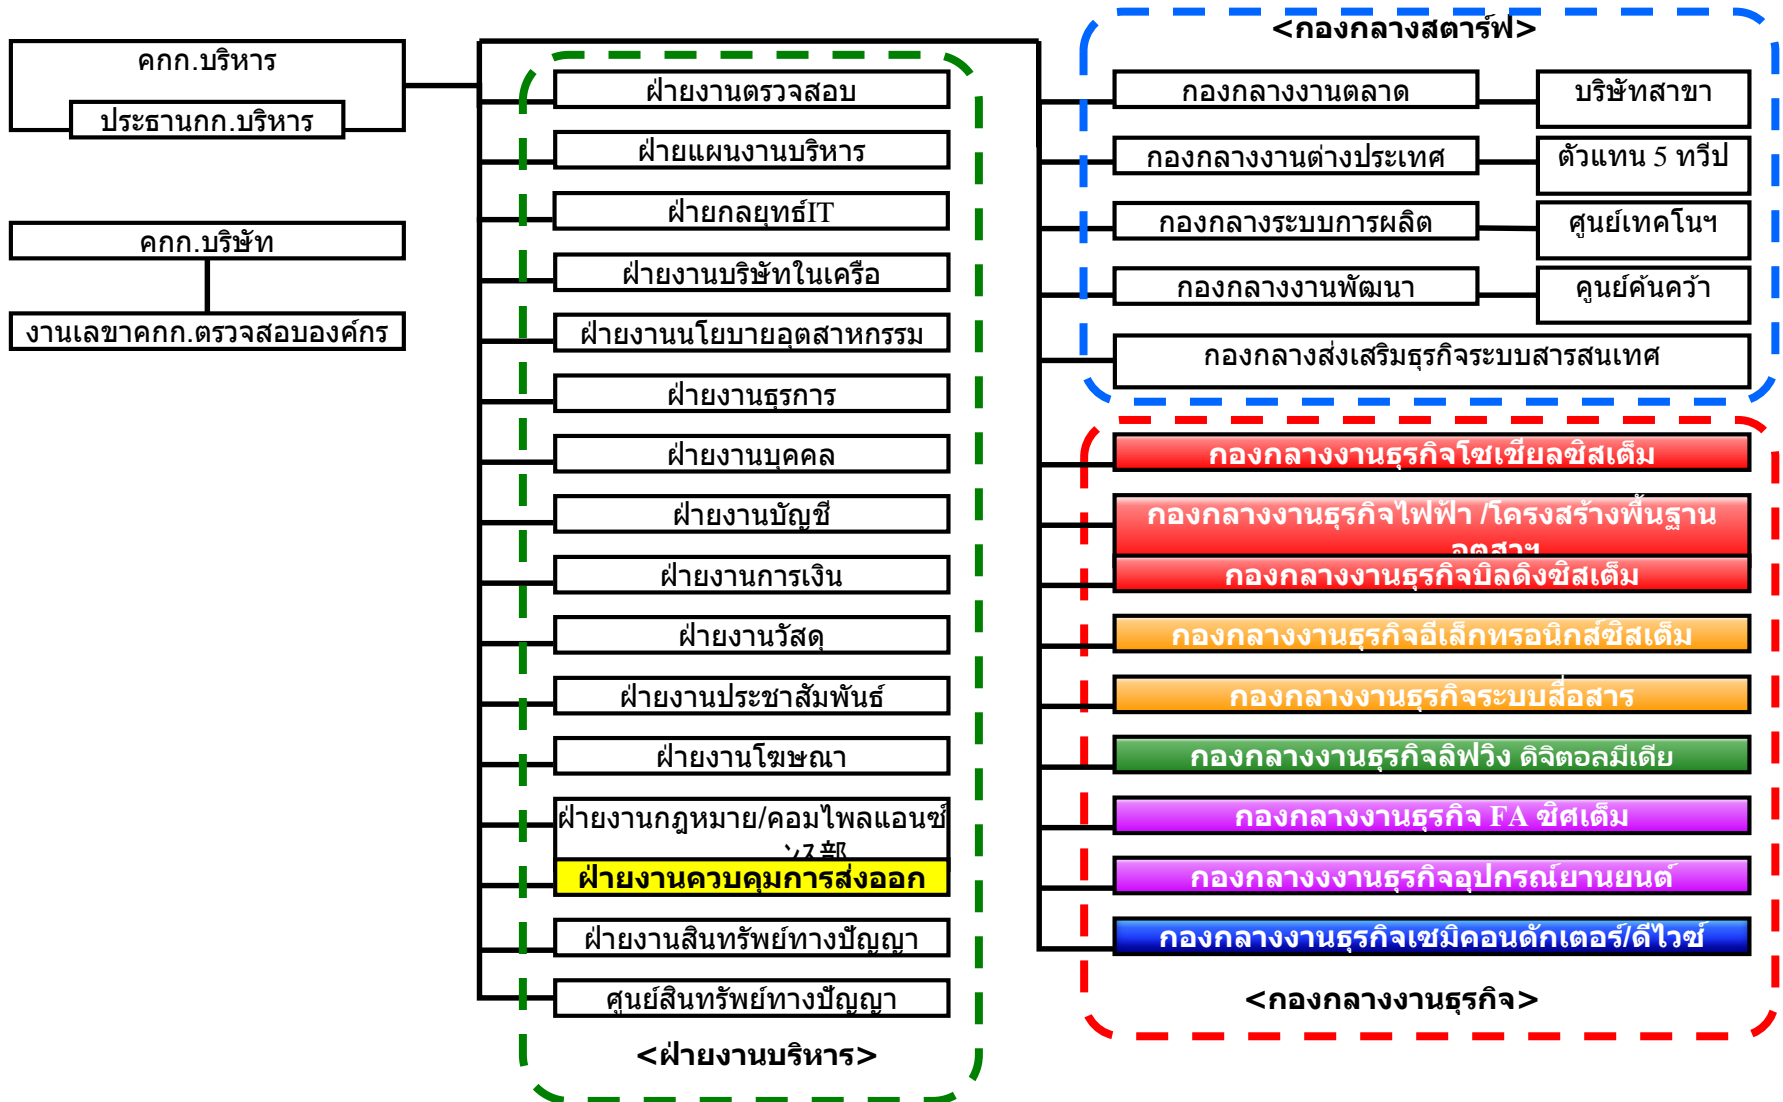 คกก.บริหาร
ประธานกก.บริหาร
คกก.บริษัท
งานเลขาคกก.ตรวจสอบองค์กร
ฝ่ายงานตรวจสอบ
ฝ่ายแผนงานบริหาร
ฝ่ายกลยุทธ์IT
ฝ่ายงานบริษัทในเครือ
ฝ่ายงานนโยบายอุตสาหกรรม
ฝ่ายงานธุรการ
ฝ่ายงานบุคคล
ฝ่ายงานบัญชี
ฝ่ายงานการเงิน
ฝ่ายงานวัสดุ
ฝ่ายงานประชาสัมพันธ์
ฝ่ายงานโฆษณา
ฝ่ายงานกฎหมาย/คอมไพลแอนซ์
ンス部
ฝ่ายงานควบคุมการส่งออก
ฝ่ายงานสินทรัพย์ทางปัญญา
ศูนย์สินทรัพย์ทางปัญญา
<ฝ่ายงานบริหาร>
<กองกลางสตาร์ฟ>
กองกลางงานตลาด
บริษัทสาขา
กองกลางงานต่างประเทศ
ตัวแทน 5 ทวีป
กองกลางระบบการผลิต
ศูนย์เทคโนฯ
กองกลางงานพัฒนา
คูนย์ค้นคว้า
กองกลางส่งเสริมธุรกิจระบบสารสนเทศ
กองกลางงานธุรกิจโซเชียลซิสเต็ม
กองกลางงานธุรกิจไฟฟ้า /โครงสร้างพื้นฐาน
อุตสาฯ
กองกลางงานธุรกิจบิลดิงซิสเต็ม
กองกลางงานธุรกิจอีเล็กทรอนิกส์ซิสเต็ม
กองกลางงานธุรกิจระบบสื่อสาร
กองกลางงานธุรกิจลิฟวิง ดิจิตอลมีเดีย
กองกลางงานธุรกิจ FA ซิศเต็ม
กองกลางงงานธุรกิจอุปกรณ์ยานยนต์
กองกลางงานธุรกิจเซมิคอนดักเตอร์/ดีไวซ์
<กองกลางงานธุรกิจ>